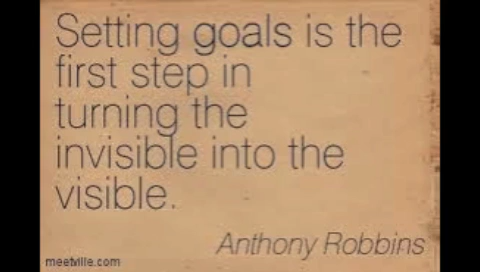 Setting goals is the
first step in
turning the
invisible into the
visible.
Anthony Robbins
meetville.com